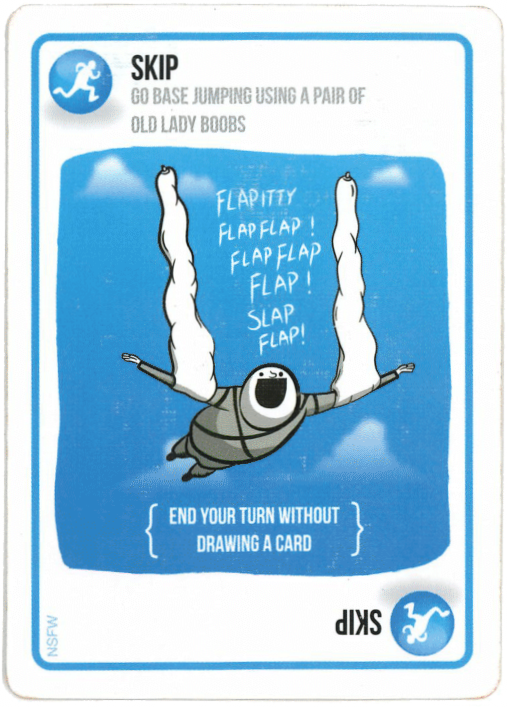 SKIP
GO BASE JUMPING USING A PAIR OF
OLD LADY BOOBS
FLAPITTY
FLAP FLAP !
FLAP FLAP
FLAP !
SLAP
FLAP!
{ END YOUR TURN WITHOUT
DRAWING A CARD }
SKIP
NSFW